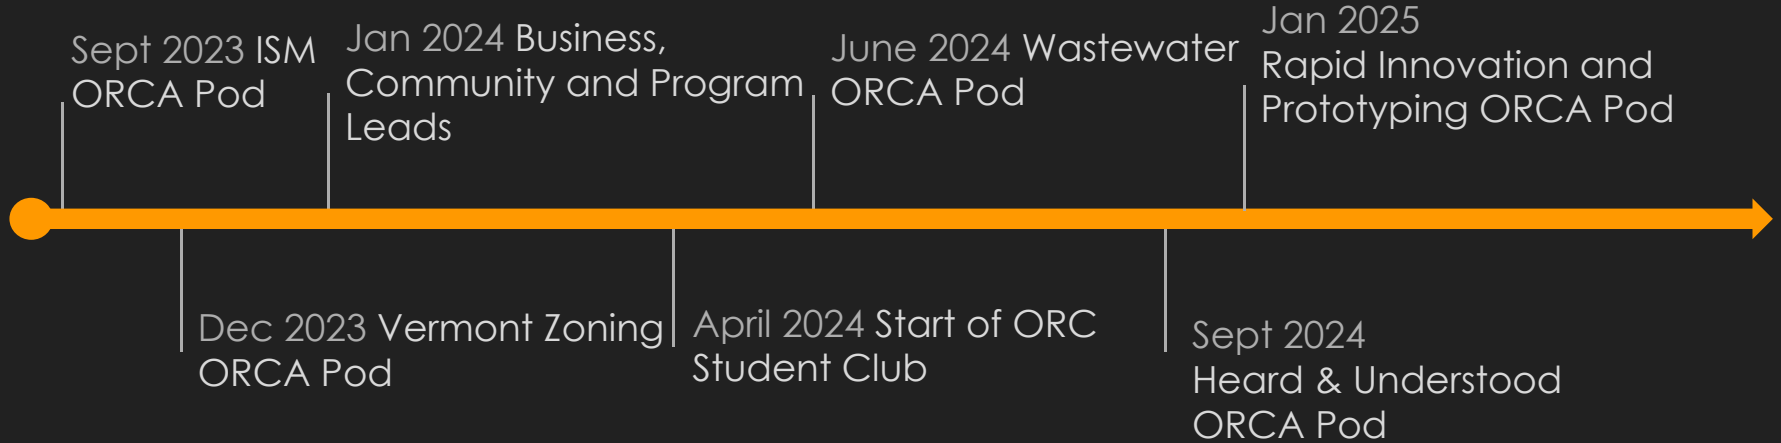 Sept 2023 ISM
ORCA Pod
Jan 2024 Business,
Community and Program
Leads
June 2024 Wastewater
ORCA Pod
Jan 2025
Rapid Innovation and
Prototyping ORCA Pod
Dec 2023 Vermont Zoning
ORCA Pod
April 2024 Start of ORC
Student Club
Sept 2024
Heard & Understood
ORCA Pod